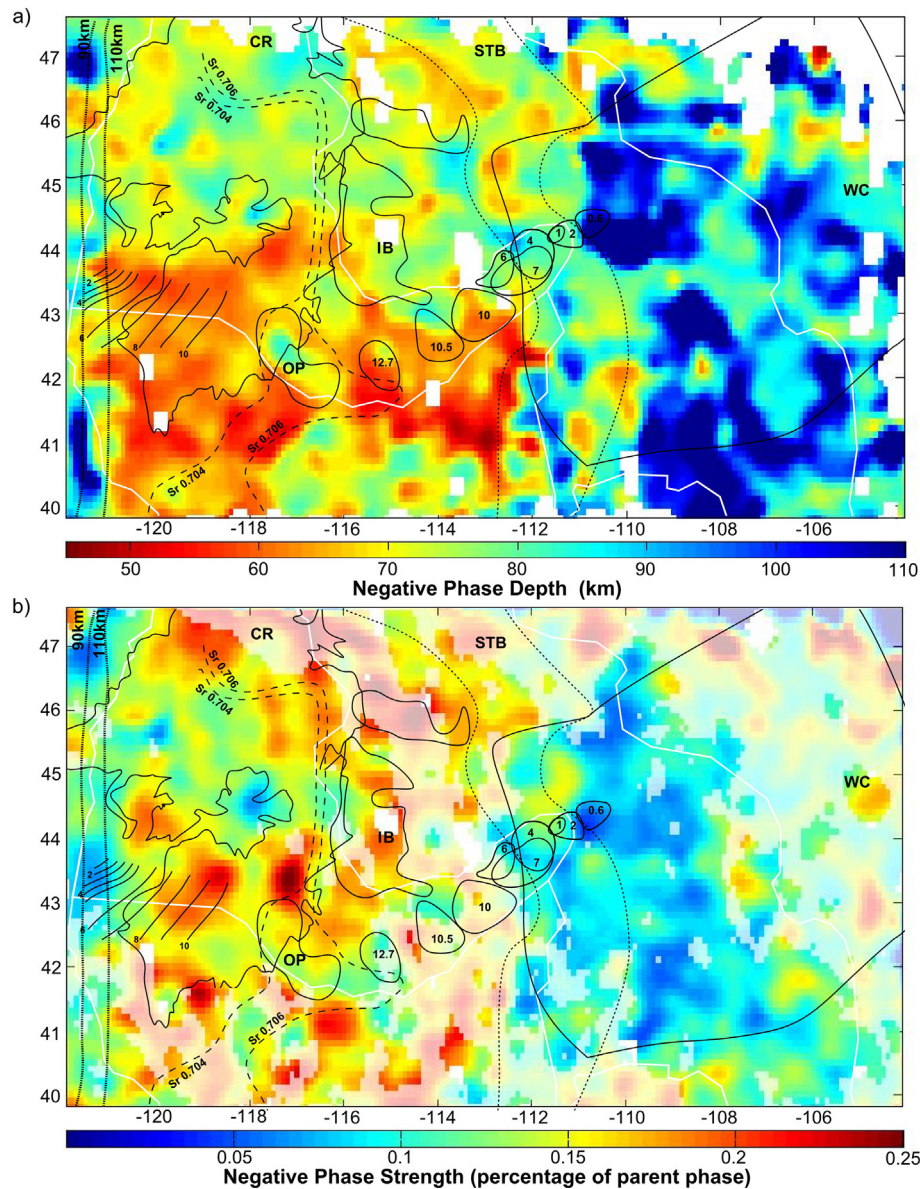 a)
90km
110km
CR
STB
47
Sr 0.706
Sr 0.704
46
45
WC
44
IB
0.6
1
2
4
6
7
2
4
6
8
10
43
10
10.5
12.7
OP
42
41
Sr 0.706
Sr 0.704
40
-120 -118 -116 -114 -112 -110 -108 -106
50 60 70 80 90 100 110
Negative Phase Depth (km)
b)
90km
110km
CR
STB
47
Sr 0.706
Sr 0.704
46
45
WC
44
IB
0.6
1
2
4
6
7
2
4
6
8
10
43
10
10.5
12.7
OP
42
41
Sr 0.706
Sr 0.704
40
-120 -118 -116 -114 -112 -110 -108 -106
0.05 0.1 0.15 0.2 0.25
Negative Phase Strength (percentage of parent phase)